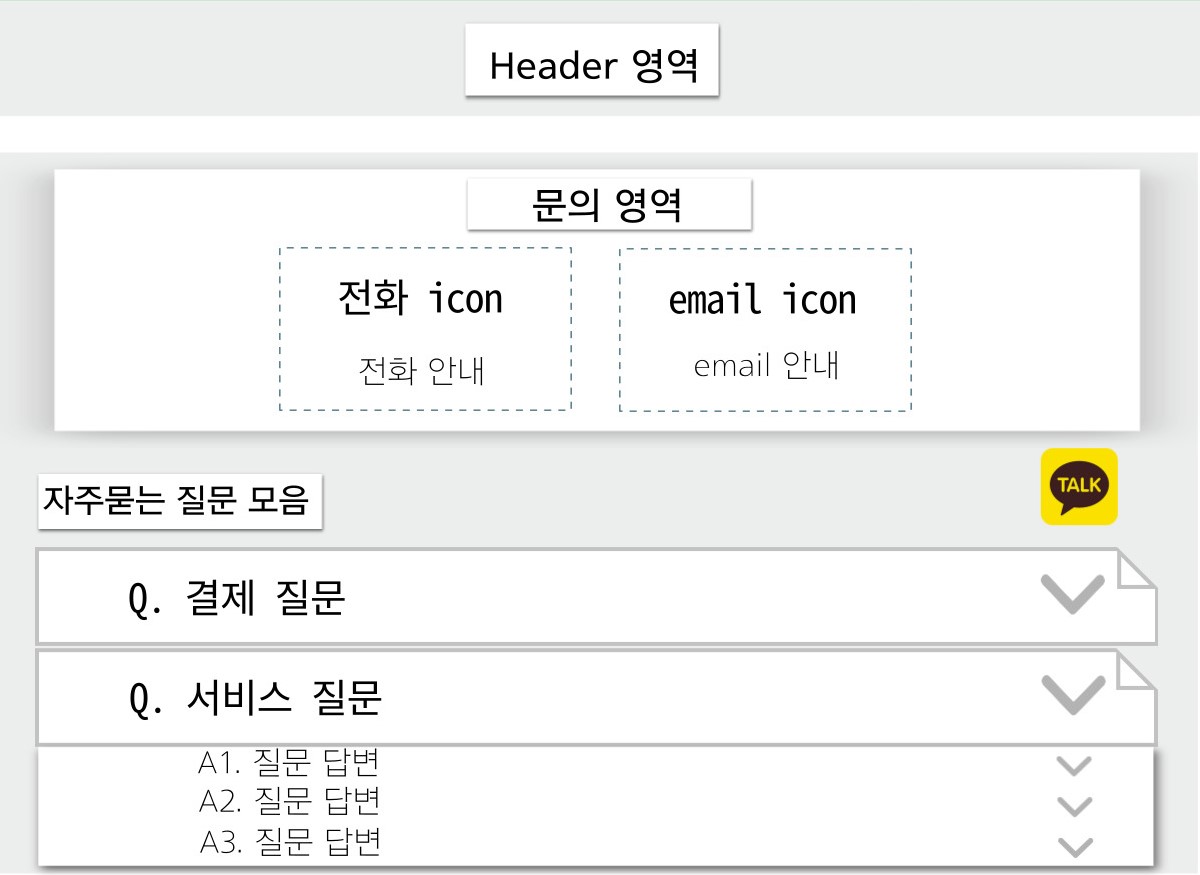 Header 영역
문의 영역
전화 icon
email icon
전화 안내
email 안내
TALK
자주묻는 질문 모음
Q. 결제 질문
Q. 서비스 질문
A1. 질문 답변
A2. 질문 답변
A3. 질문 답변